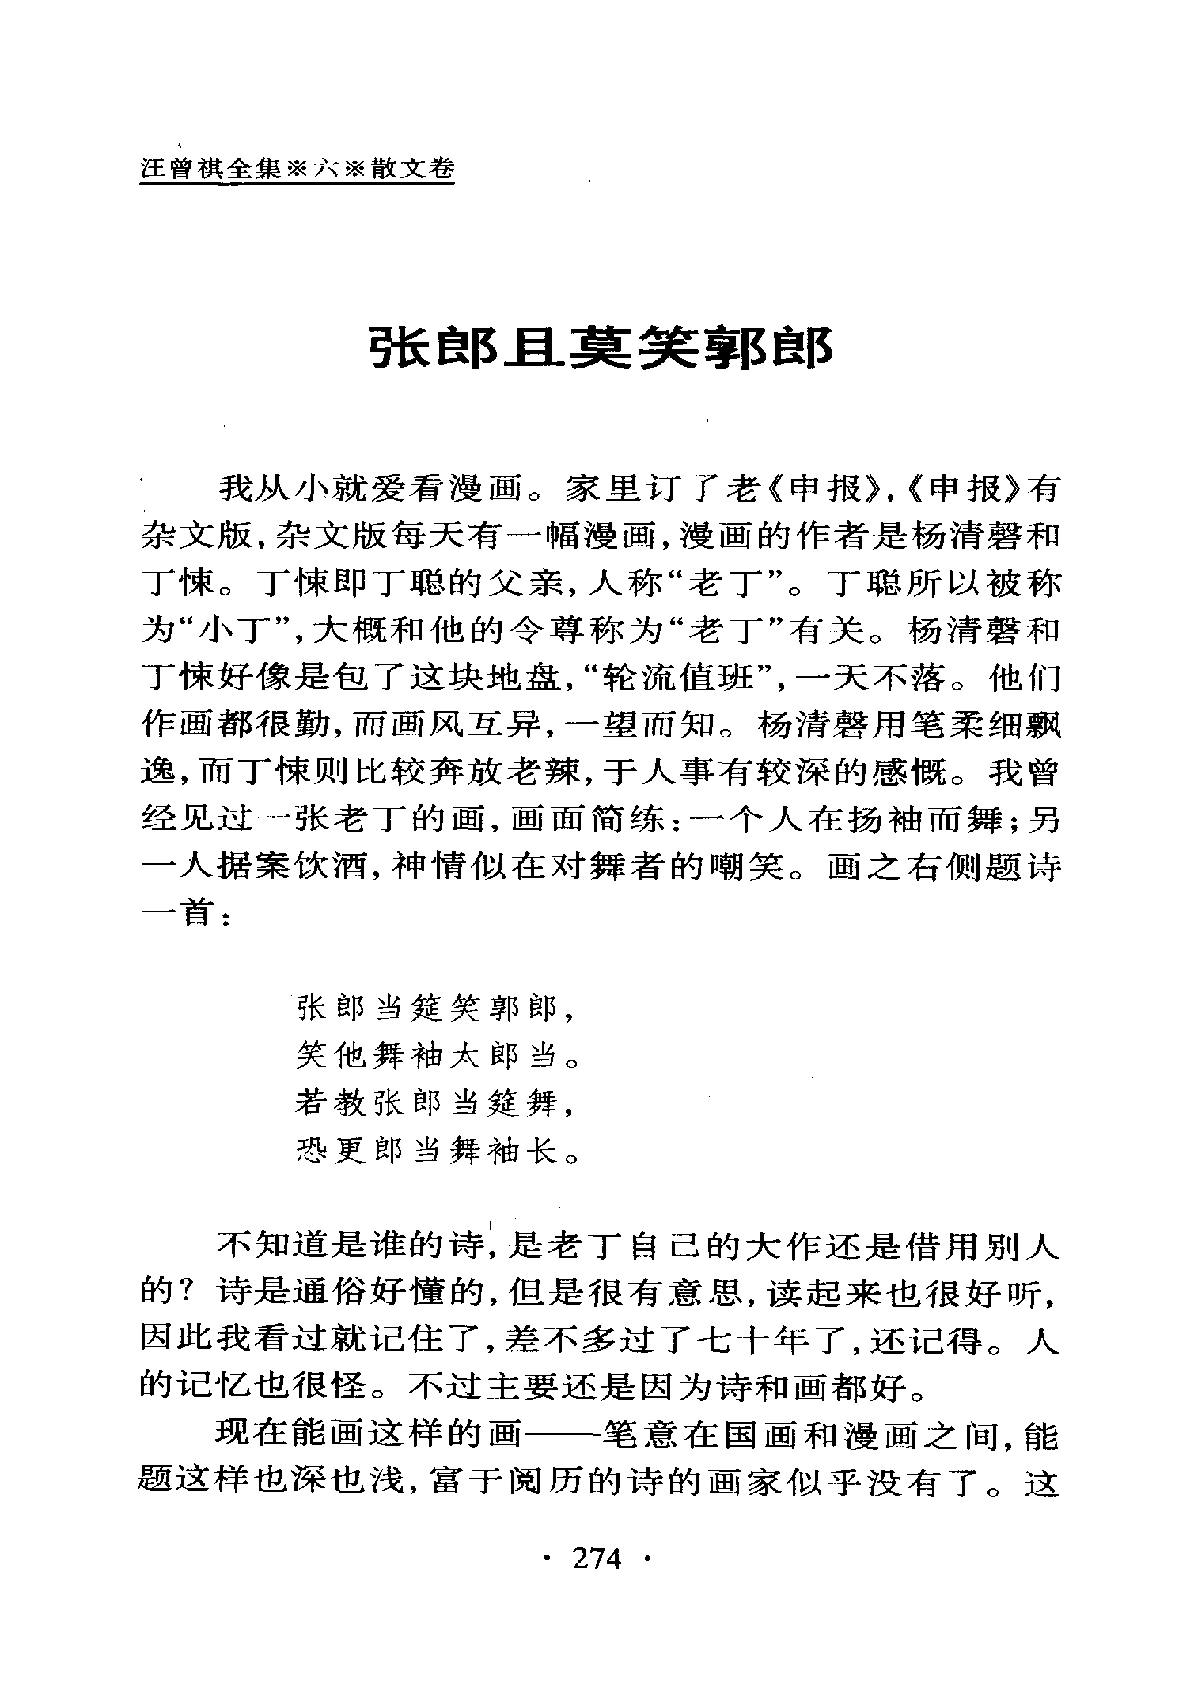 汪曾祺全集※六※散文卷
张郎且莫笑郭郎
我从小就爱看漫画。家里订了老《申报》，《申报》有
杂文版，杂文版每天有一幅漫画，漫画的作者是杨清磬和
丁悚。丁悚即丁聪的父亲，人称“老丁”。丁聪所以被称
为“小丁”，大概和他的令尊称为“老丁”有关。杨清磬和
丁悚好像是包了这块地盘，“轮流值班”，一天不落。他们
作画都很勤，而画风互异，一望而知。杨清磬用笔柔细飘
逸，而丁悚则比较奔放老辣，于人事有较深的感慨。我曾
经见过一张老丁的画，画面简练：一个人在扬袖而舞；另
一人据案饮酒，神情似在对舞者的嘲笑。画之右侧题诗
一首：
张郎当筵笑郭郎，
笑他舞袖太郎当。
若教张郎当筵舞，
恐更郎当舞袖长。
不知道是谁的诗，是老丁自己的大作还是借用别人
的？诗是通俗好懂的，但是很有意思，读起来也很好听，
因此我看过就记住了，差不多过了七十年了，还记得。人
的记忆也很怪。不过主要还是因为诗和画都好。
现在能画这样的画——笔意在国画和漫画之间，能
题这样也深也浅，富于阅历的诗的画家似乎没有了。这
· 274 ·